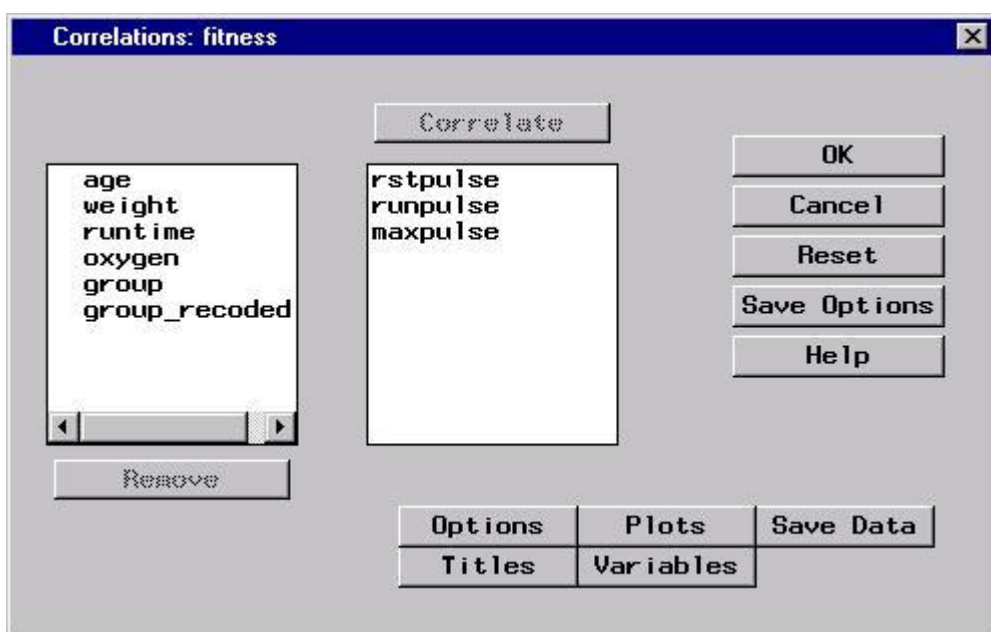 Correlations: fitness
Correlate
age
weight
runtime
oxygen
group
group_recoded
rstpulse
runpulse
maxpulse
OK
Cancel
Reset
Save Options
Help
Remove
Options
Plots
Save Data
Titles
Variables